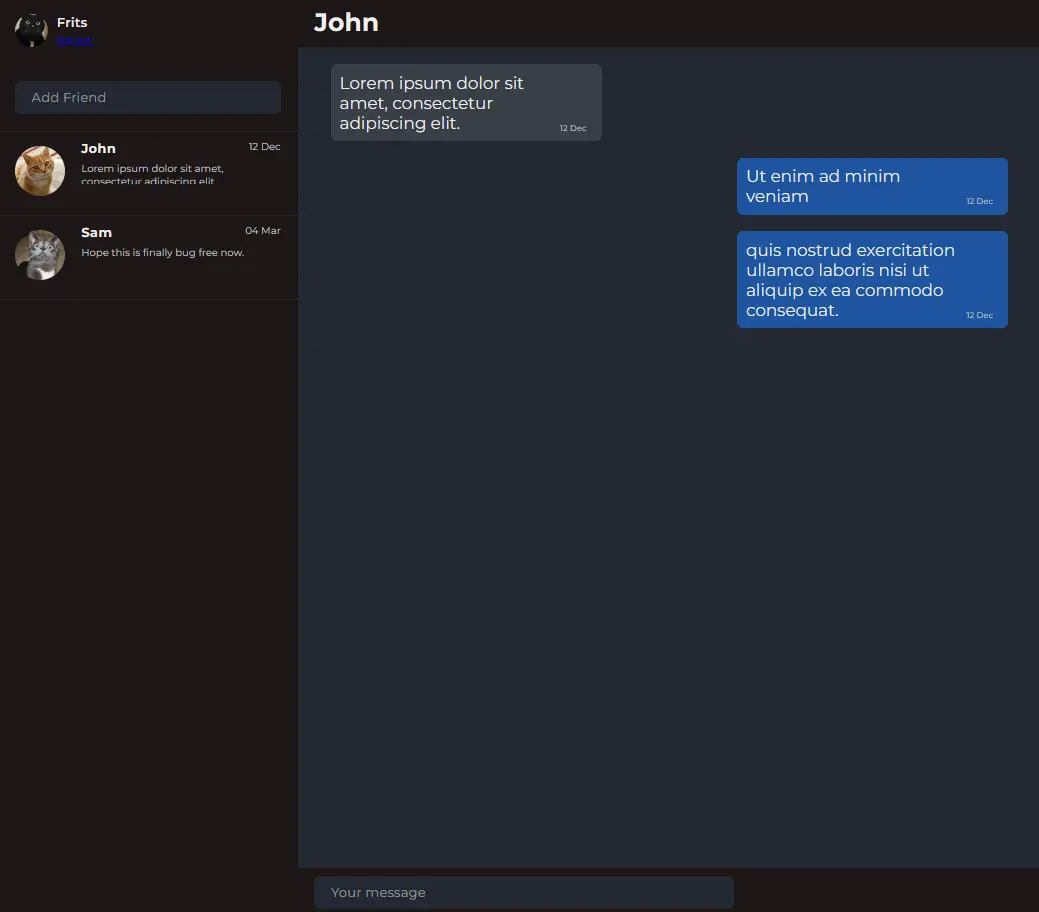 Frits
Add Friend
John
12 Dec
Lorem ipsum dolor sit amet,
consectetur adipiscing elit.
Sam
04 Mar
Hope this is finally bug free now.
John
Lorem ipsum dolor sit
amet, consectetur
adipiscing elit.
12 Dec
Ut enim ad minim
veniam
12 Dec
quis nostrud exercitation
ullamco laboris nisi ut
aliquip ex ea commodo
consequat.
12 Dec
Your message